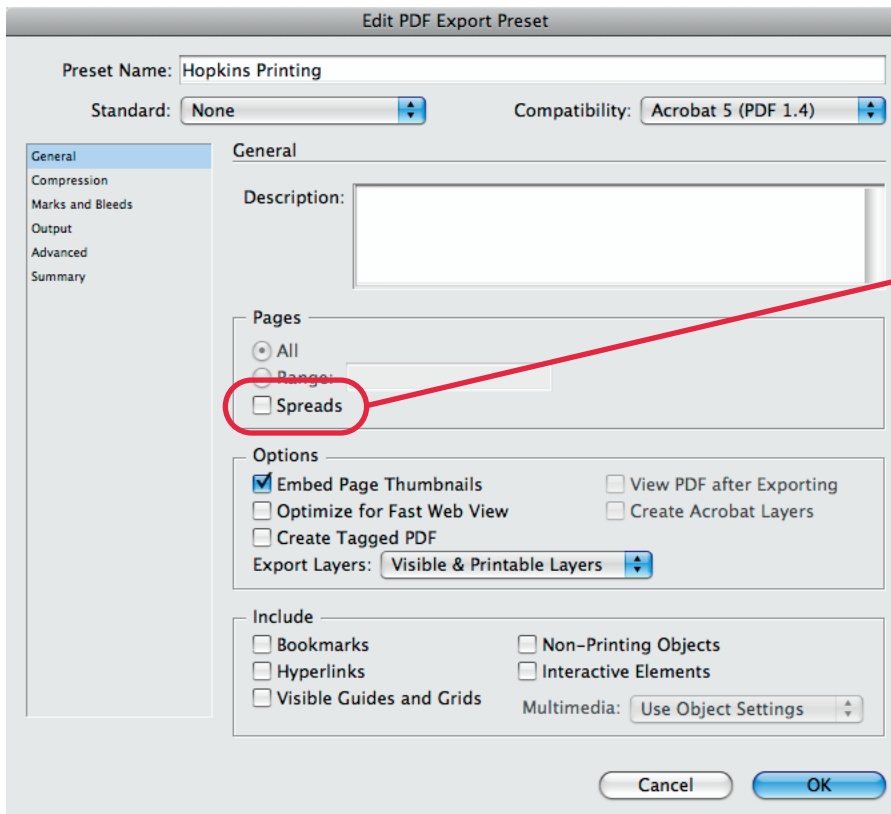 Edit PDF Export Preset
Preset Name: Hopkins Printing
Standard: None Compatibility: Acrobat 5 (PDF 1.4)
General
Compression
Marks and Bleeds
Output
Advanced
Summary
General
Description:
Pages
All
Range:
Spreads
Options
Embed Page Thumbnails View PDF after Exporting
Optimize for Fast Web View Create Acrobat Layers
Create Tagged PDF
Export Layers: Visible & Printable Layers
Include
Bookmarks Non-Printing Objects
Hyperlinks Interactive Elements
Visible Guides and Grids Multimedia: Use Object Settings
Cancel OK